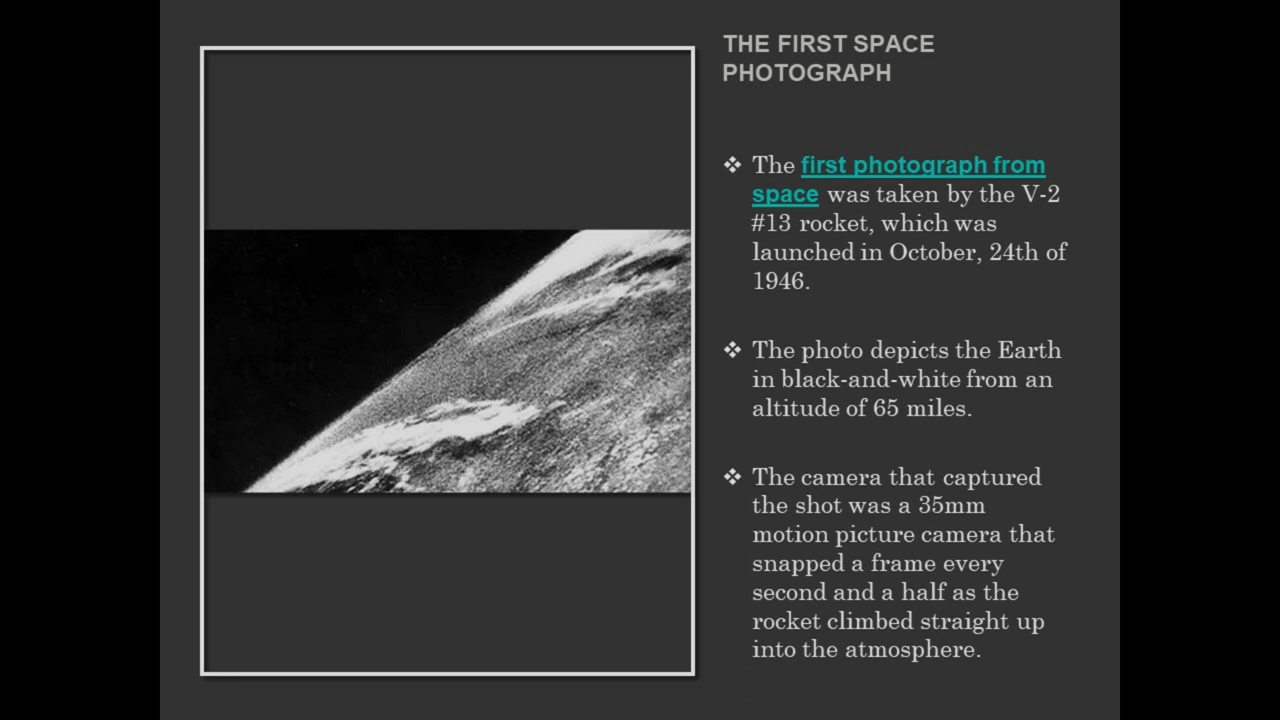 THE FIRST SPACE
PHOTOGRAPH
❖ The first photograph from
space was taken by the V-2
#13 rocket, which was
launched in October, 24th of
1946.
❖ The photo depicts the Earth
in black-and-white from an
altitude of 65 miles.
❖ The camera that captured
the shot was a 35mm
motion picture camera that
snapped a frame every
second and a half as the
rocket climbed straight up
into the atmosphere.